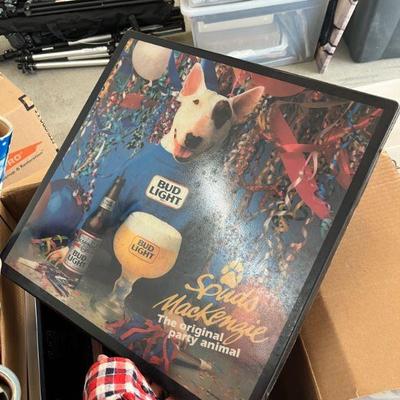 BUD
LIGHT
BUD
LIGHT
Spuds
MacKenzie
The original
party animal